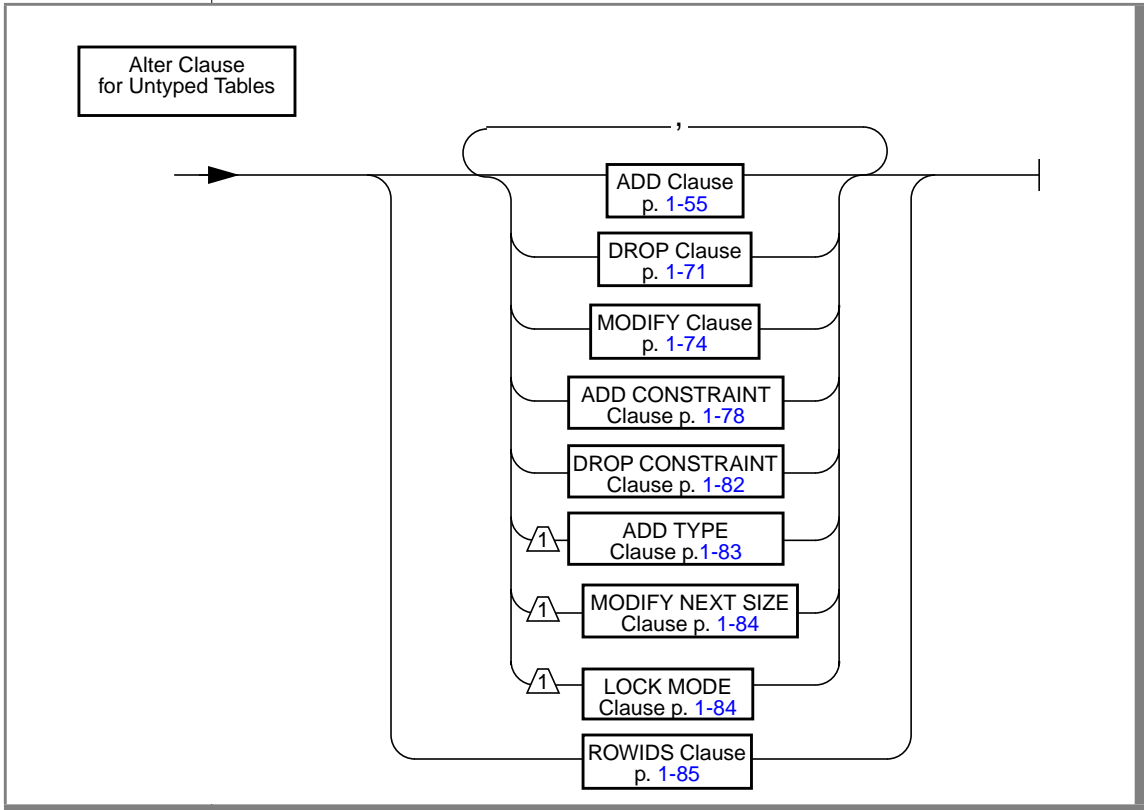 Alter Clause
for Untyped Tables
,
ADD Clause
p. 1-55
DROP Clause
p. 1-71
MODIFY Clause
p. 1-74
ADD CONSTRAINT
Clause p. 1-78
DROP CONSTRAINT
Clause p. 1-82
1
ADD TYPE
Clause p.1-83
1
MODIFY NEXT SIZE
Clause p. 1-84
1
LOCK MODE
Clause p. 1-84
ROWIDS Clause
p. 1-85